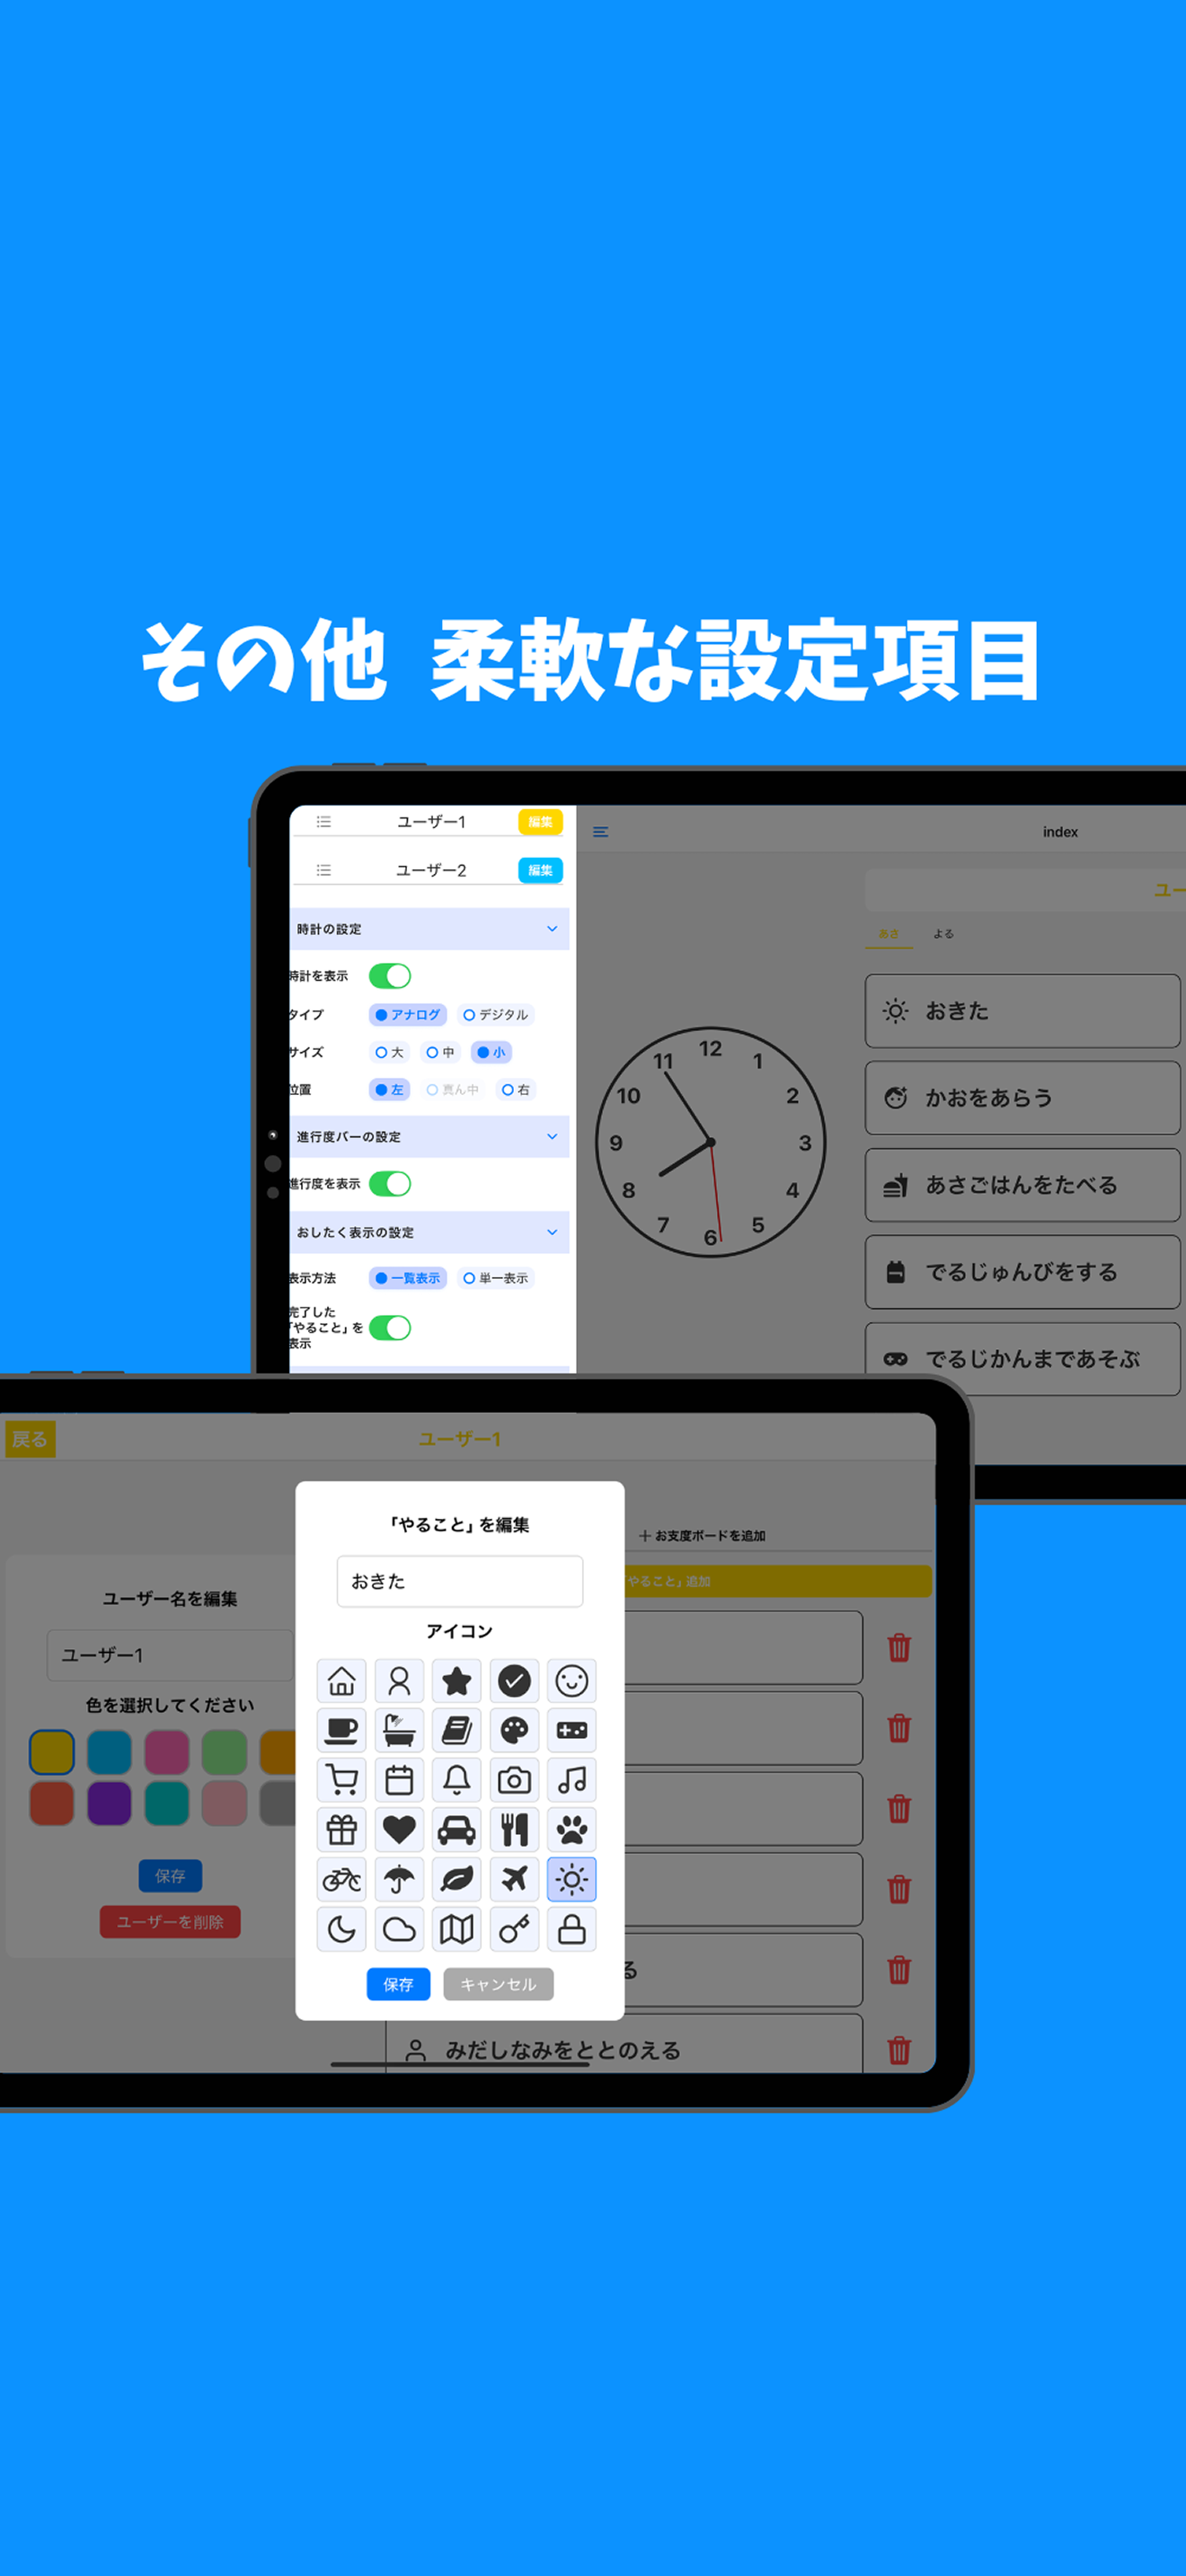 その他 柔軟な設定項目
ユーザー1 編集
ユーザー2 編集
時計の設定
時計を表示
タイプ アナログ デジタル
サイズ 大 中 小
位置 左 真ん中 右
進行度バーの設定
進行度を表示
おしたく表示の設定
表示方法 一覧表示 単一表示
完了した
「やること」を
表示
index
ユー
あさ よる
12
1
2
3
4
5
6
7
8
9
10
11
おきた
かおをあらう
あさごはんをたべる
でるじゅんびをする
でるじかんまであそぶ
戻る
ユーザー1
ユーザー名を編集
ユーザー1
色を選択してください
保存
ユーザーを削除
「やること」を編集
おきた
アイコン
保存 キャンセル
＋お支度ボードを追加
やること」追加
る
みだしなみをととのえる